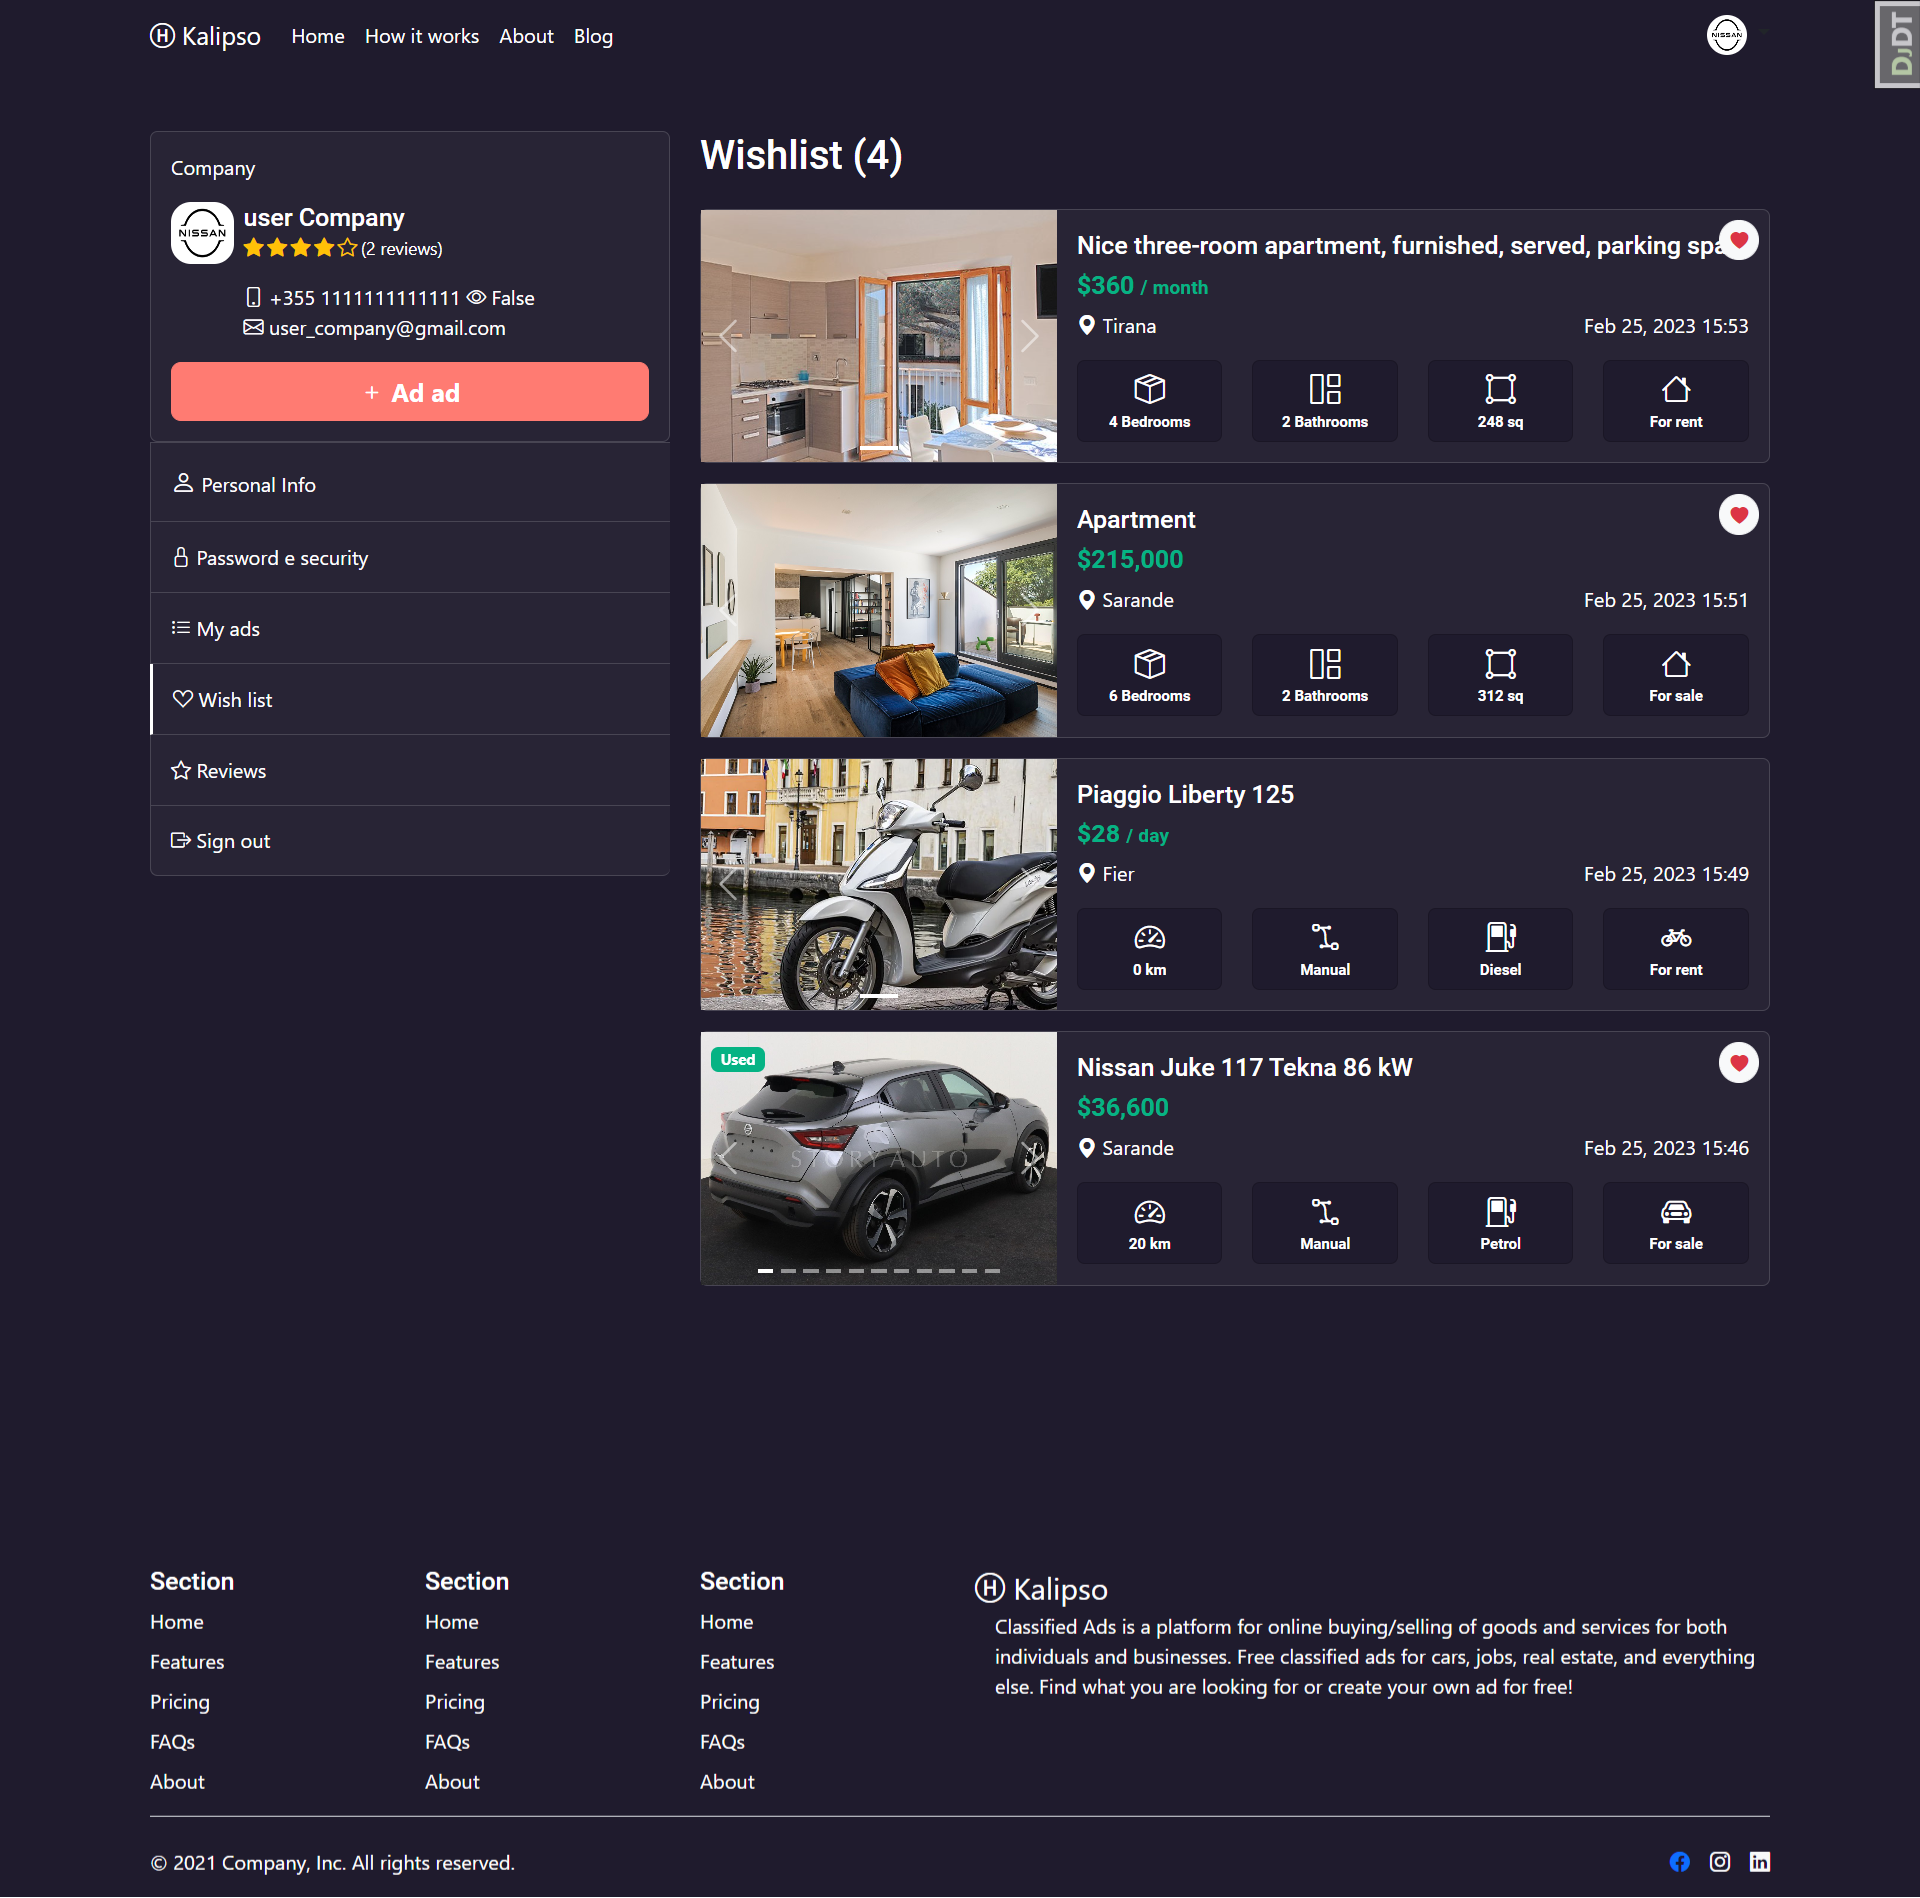 Kalipso Home How it works About Blog
NISSAN
DJDT
Company
NISSAN
user Company
(2 reviews)
+355 1111111111111 False
user_company@gmail.com
+ Ad ad
Personal Info
Password e security
My ads
Wish list
Reviews
Sign out
Wishlist (4)
Nice three-room apartment, furnished, served, parking spa
$360 / month
Tirana Feb 25, 2023 15:53
4 Bedrooms 2 Bathrooms 248 sq For rent
Apartment
$215,000
Sarande Feb 25, 2023 15:51
6 Bedrooms 2 Bathrooms 312 sq For sale
Piaggio Liberty 125
$28 / day
Fier Feb 25, 2023 15:49
0 km Manual Diesel For rent
Used
STORY AUTO
Nissan Juke 117 Tekna 86 kW
$36,600
Sarande Feb 25, 2023 15:46
20 km Manual Petrol For sale
Section
Home
Features
Pricing
FAQs
About
Section
Home
Features
Pricing
FAQs
About
Section
Home
Features
Pricing
FAQs
About
Kalipso
Classified Ads is a platform for online buying/selling of goods and services for both
individuals and businesses. Free classified ads for cars, jobs, real estate, and everything
else. Find what you are looking for or create your own ad for free!
© 2021 Company, Inc. All rights reserved.